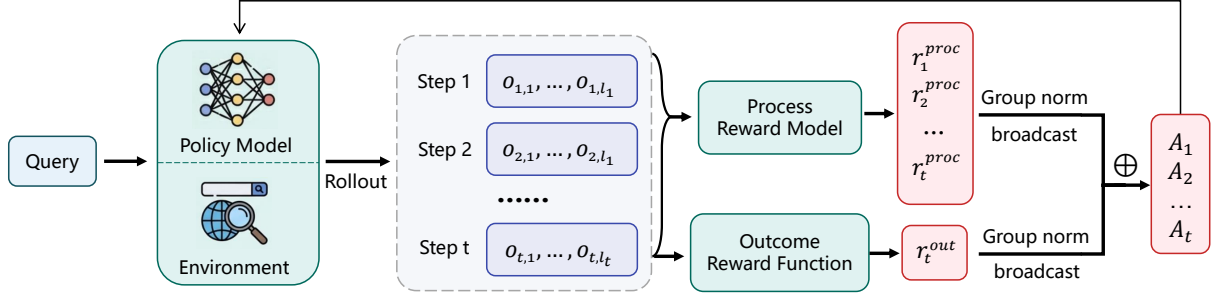 Query
Policy Model
Environment
Rollout
Step 1
o_{1,1}, ..., o_{1,l_1}
Step 2
o_{2,1}, ..., o_{2,l_1}
......
Step t
o_{t,1}, ..., o_{t,l_t}
Process
Reward Model
Outcome
Reward Function
r_1^{proc}
r_2^{proc}
...
r_t^{proc}
r_t^{out}
Group norm
broadcast
Group norm
broadcast
⊕
A_1
A_2
...
A_t